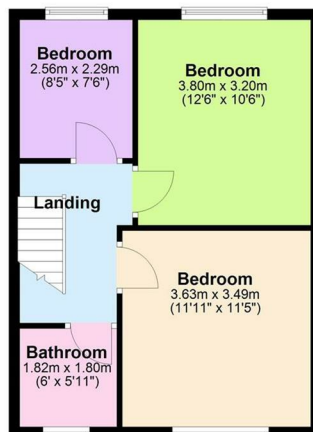 Bedroom
2.56m x 2.29m
(8'5" x 7'6")
Bedroom
3.80m x 3.20m
(12'6" x 10'6")
Landing
Bedroom
3.63m x 3.49m
(11'11" x 11'5")
Bathroom
1.82m x 1.80m
(6' x 5'11")